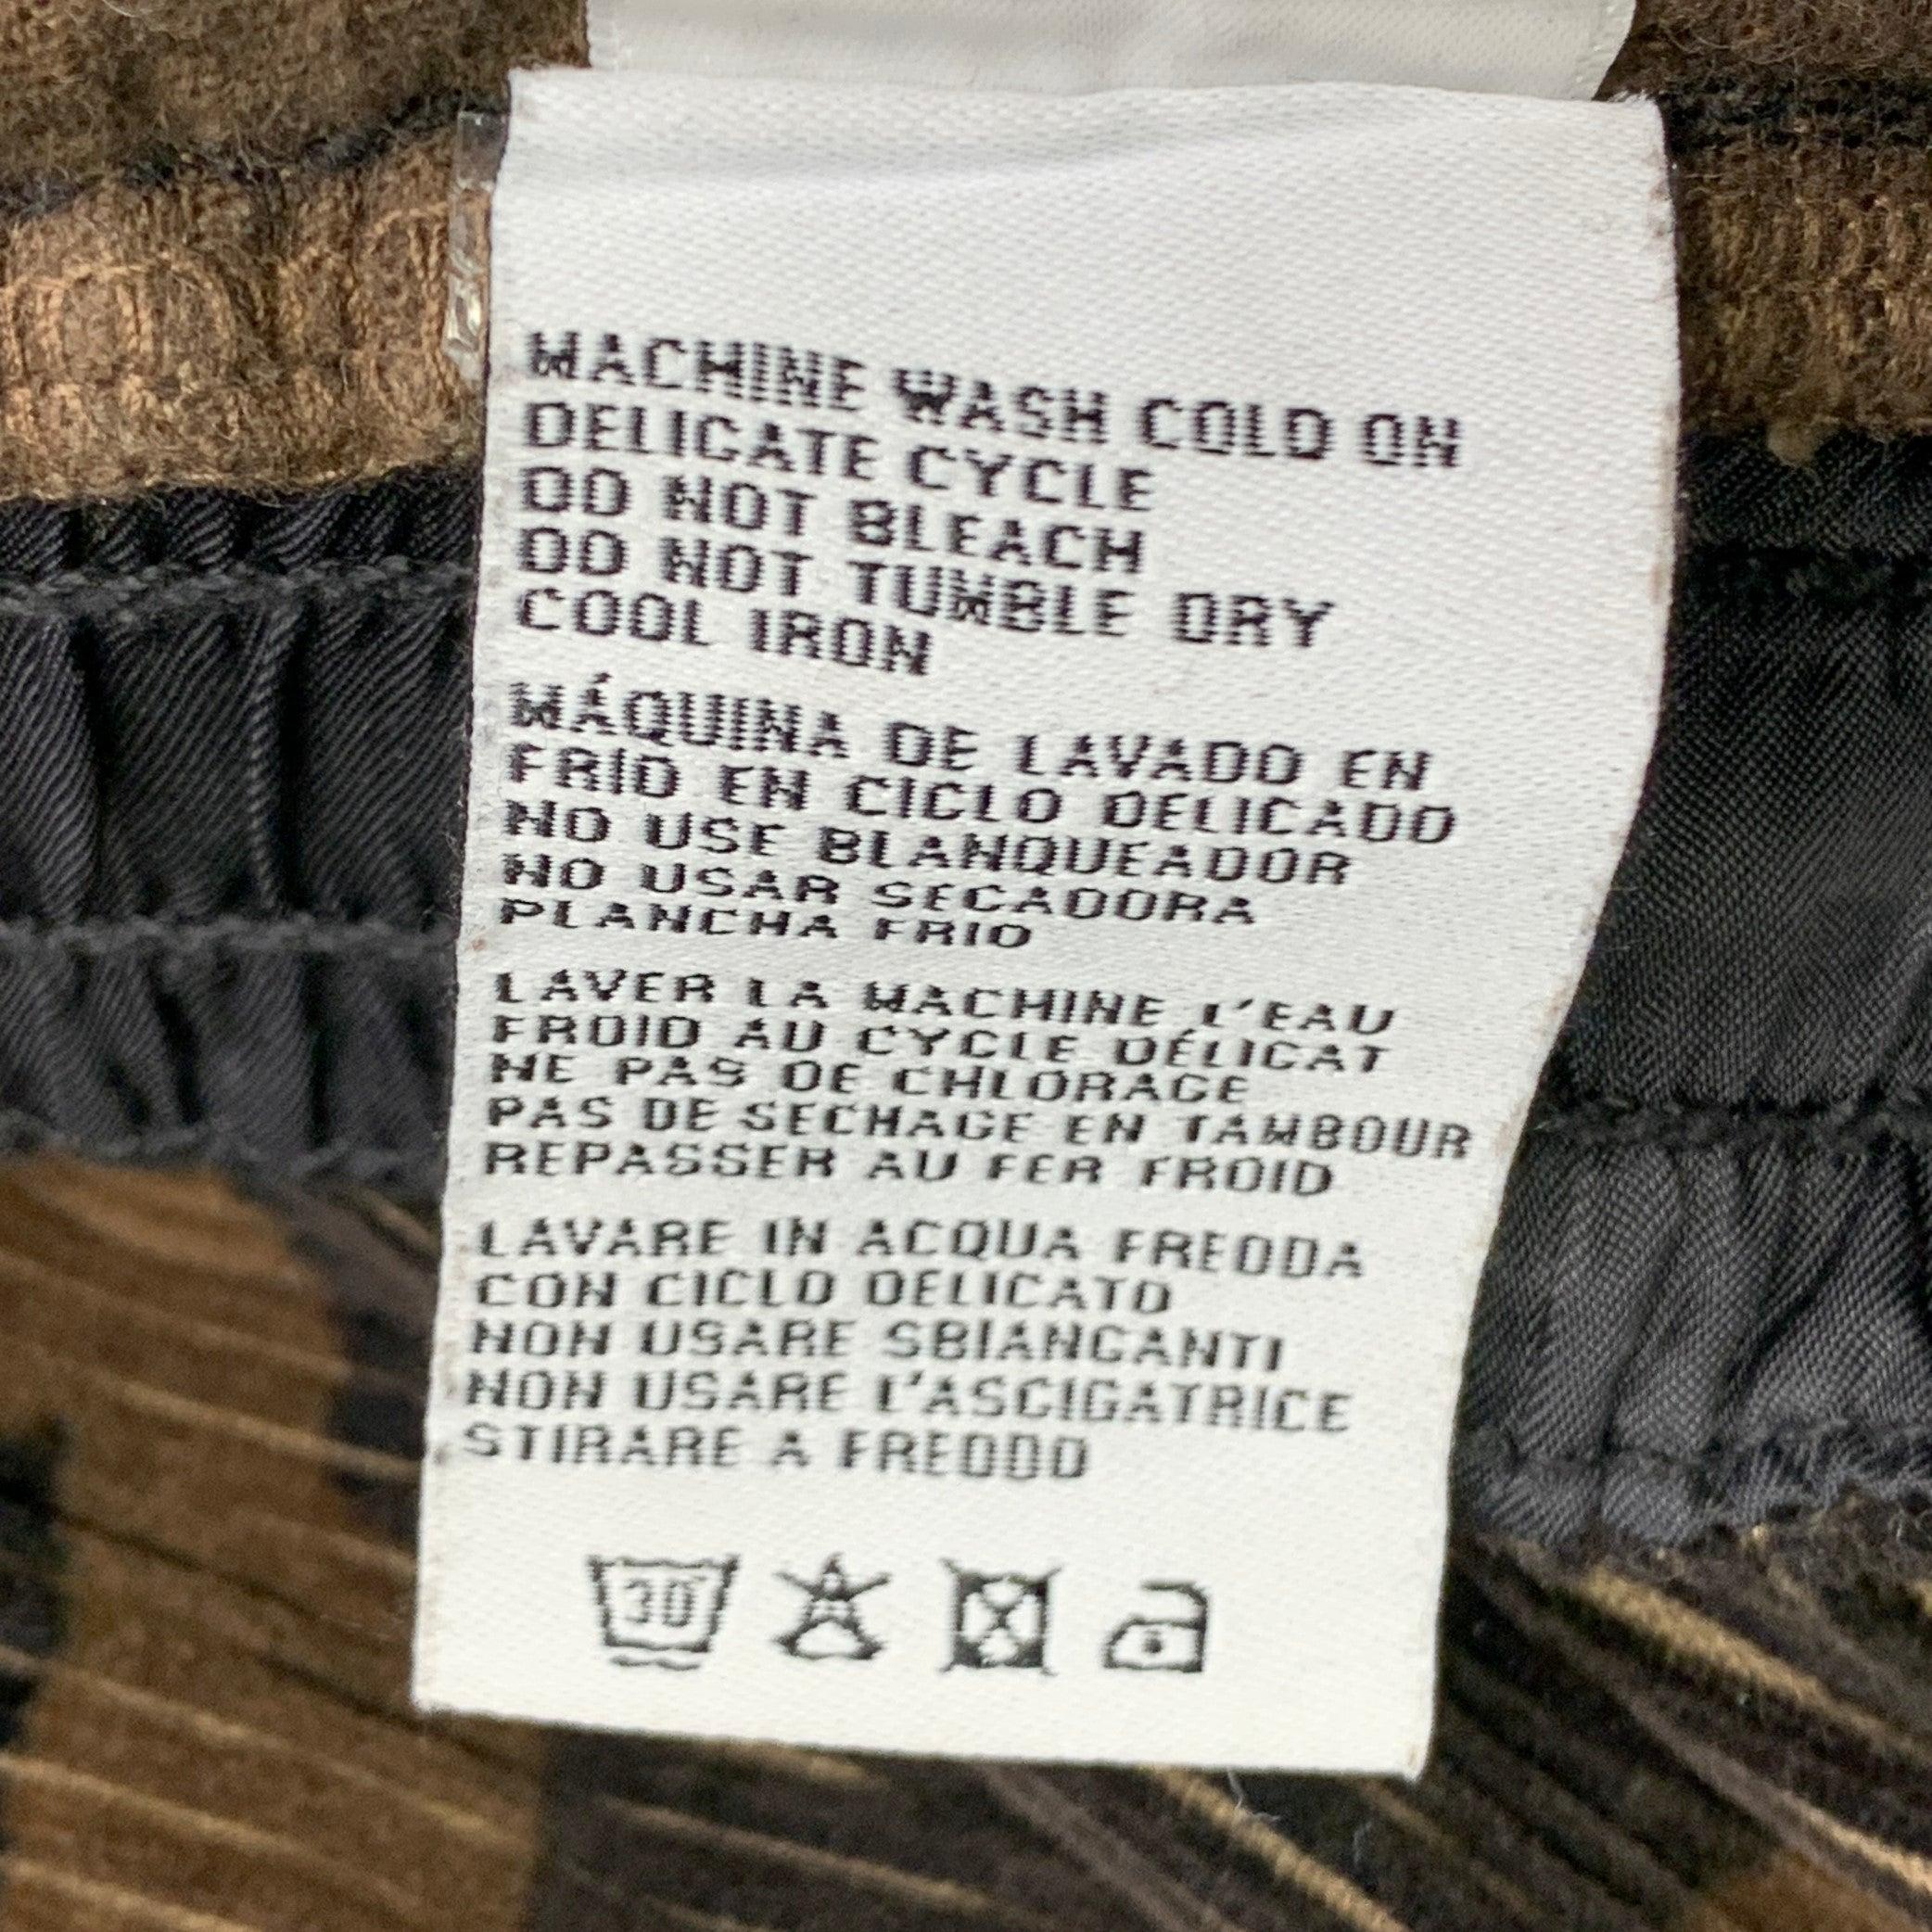 MACHINE WASH COLD ON
DELICATE CYCLE
DO NOT BLEACH
DO NOT TUMBLE DRY
COOL IRON
MÁQUINA DE LAVADO EN
FRIO EN CICLO DELICADO
NO USE BLANQUEADOR
NO USAR SECADORA
PLANCHA FRIO
LAVER LA MACHINE L'EAU
FROID AU CYCLE DÉLICAT
NE PAS DE CHLORAGE
PAS DE SECHAGE EN TAMBOUR
REPASSER AU FER FROID
LAVARE IN ACQUA FREDDA
CON CICLO DELICATO
NON USARE SBIANCANTI
NON USARE L'ASCIGATRICE
STIRARE A FREDDO
30°